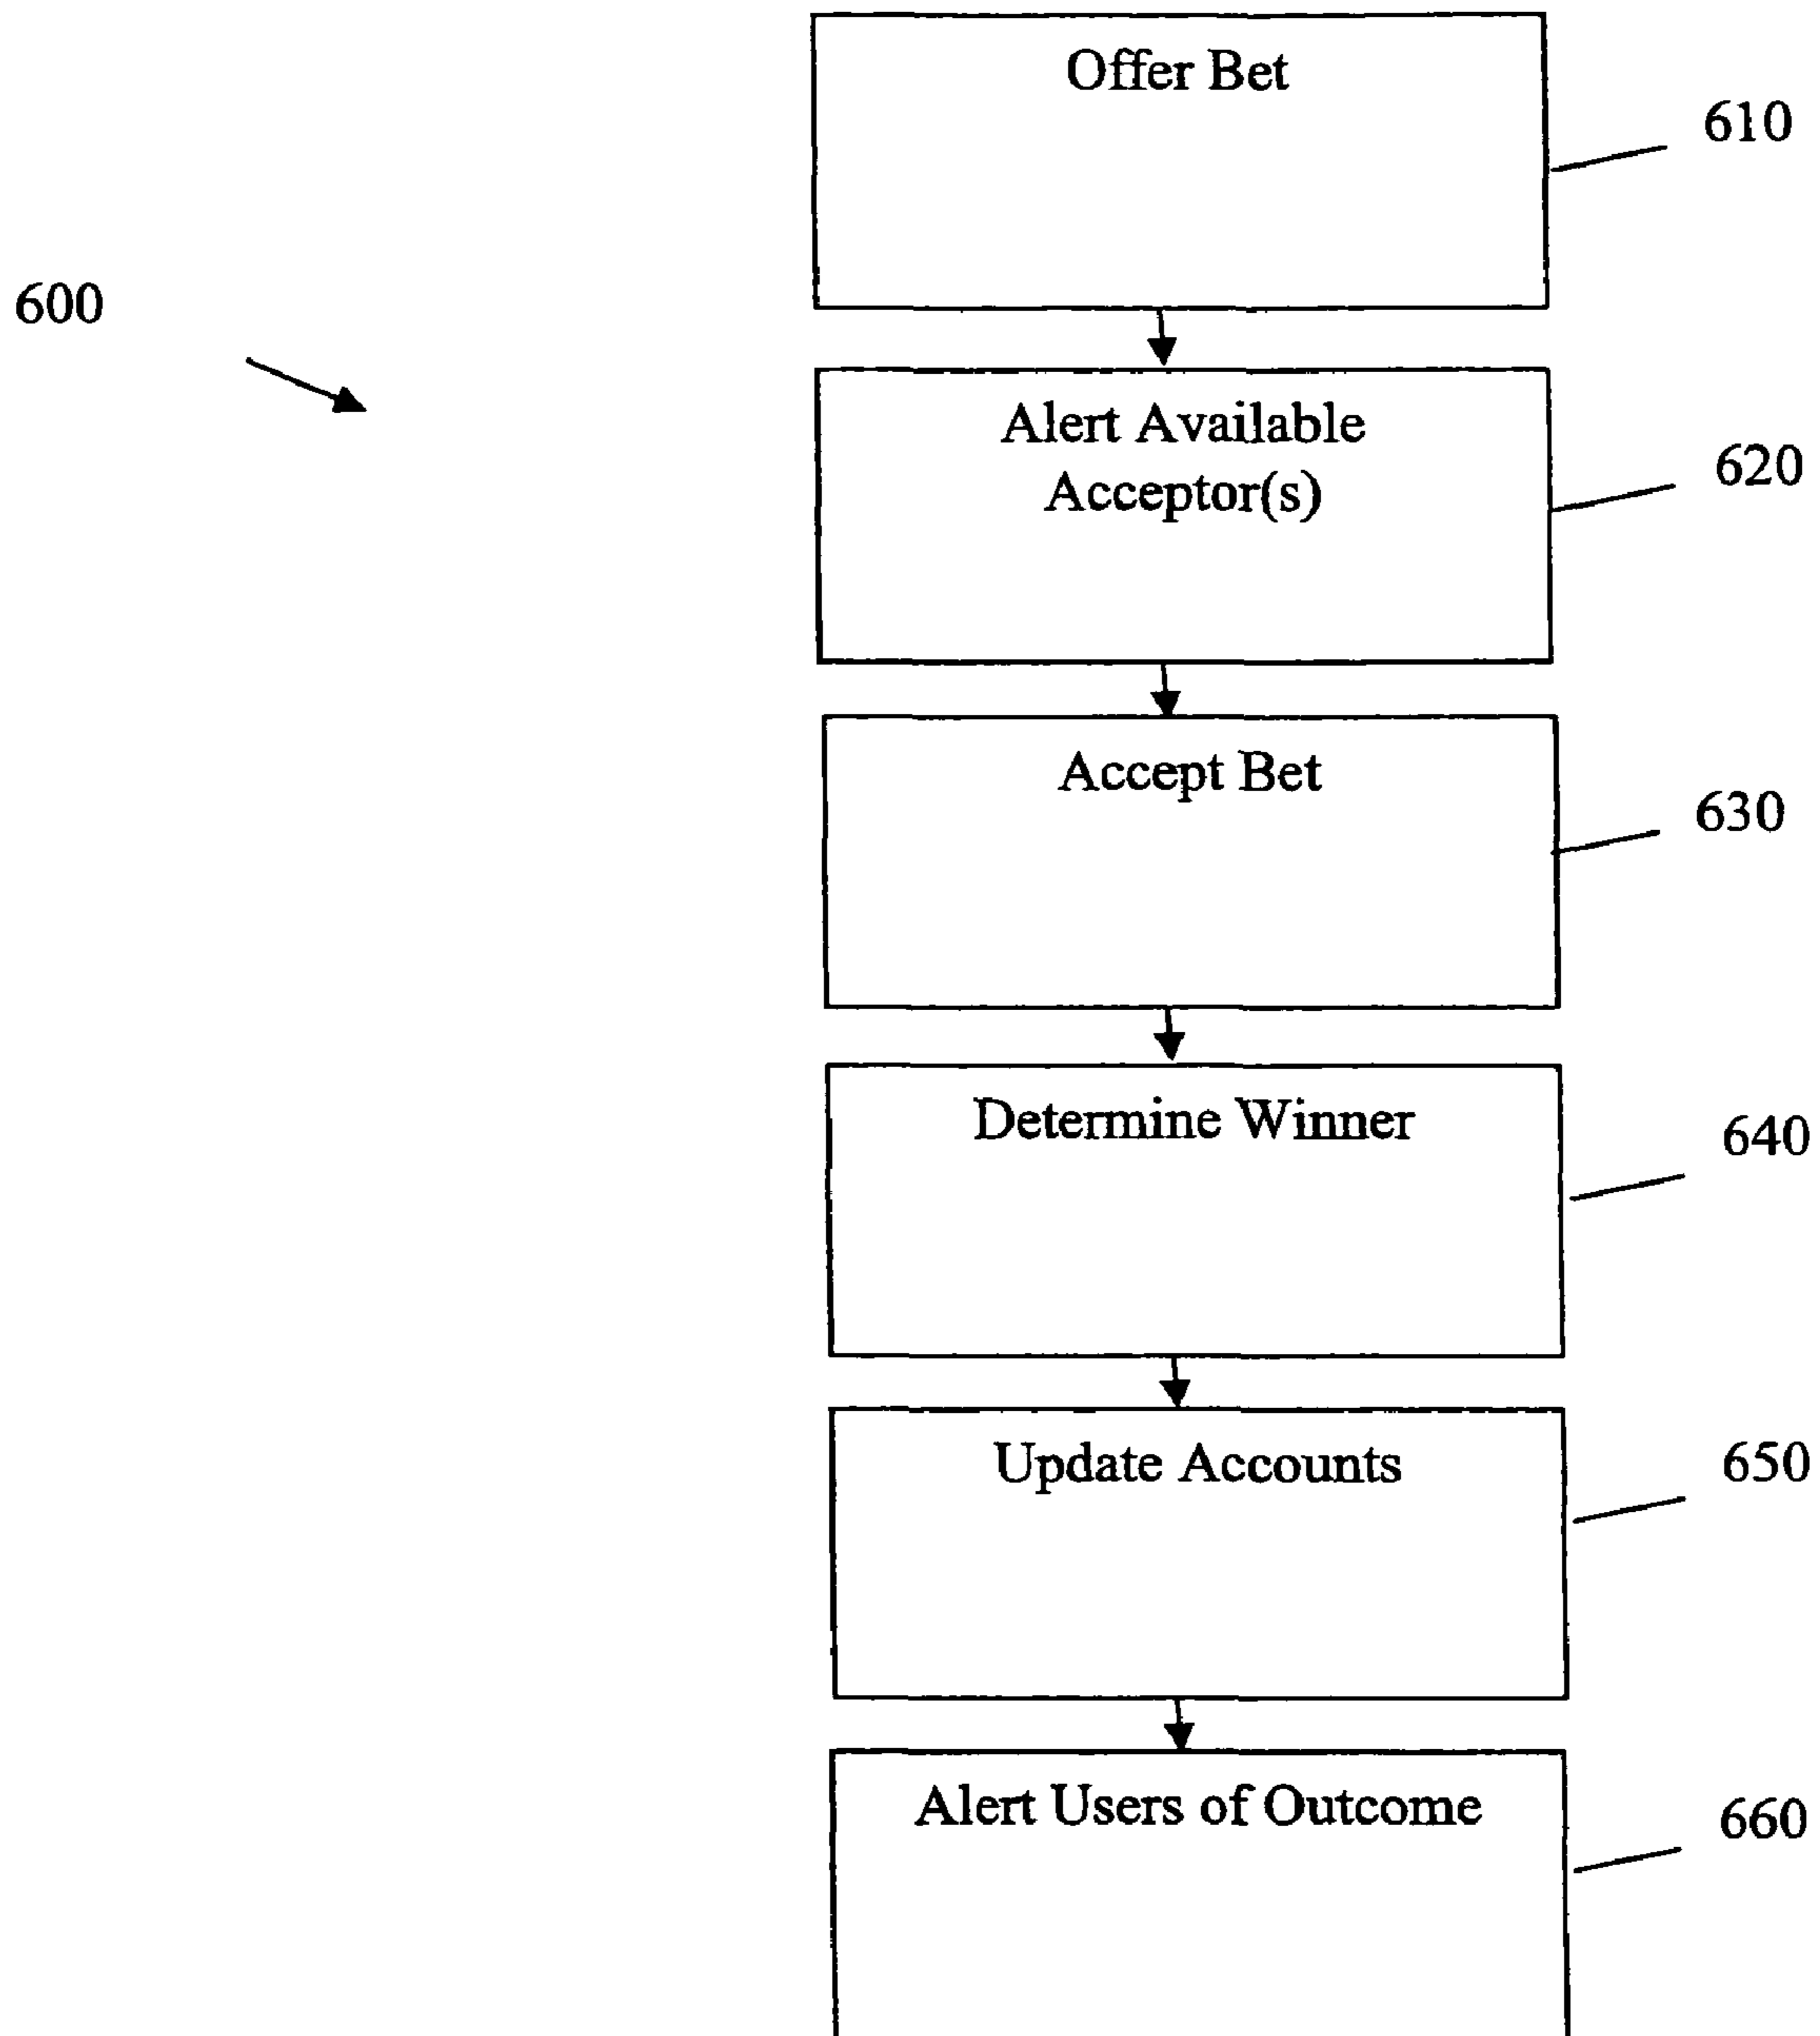 Offer Bet
610
600
Alert Available
Acceptor(s)
620
Accept Bet
630
Determine Winner
640
Update Accounts
650
Alert Users of Outcome
660